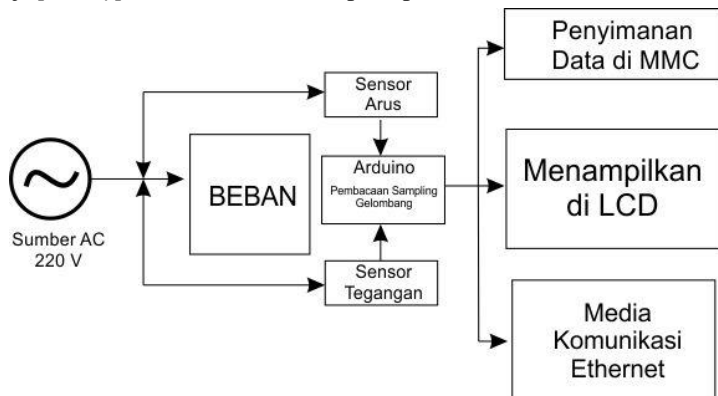 Sumber AC
220 V
BEBAN
Sensor
Arus
Arduino
Pembacaan Sampling
Gelombang
Sensor
Tegangan
Penyimanan
Data di MMC
Menampilkan
di LCD
Media
Komunikasi
Ethernet